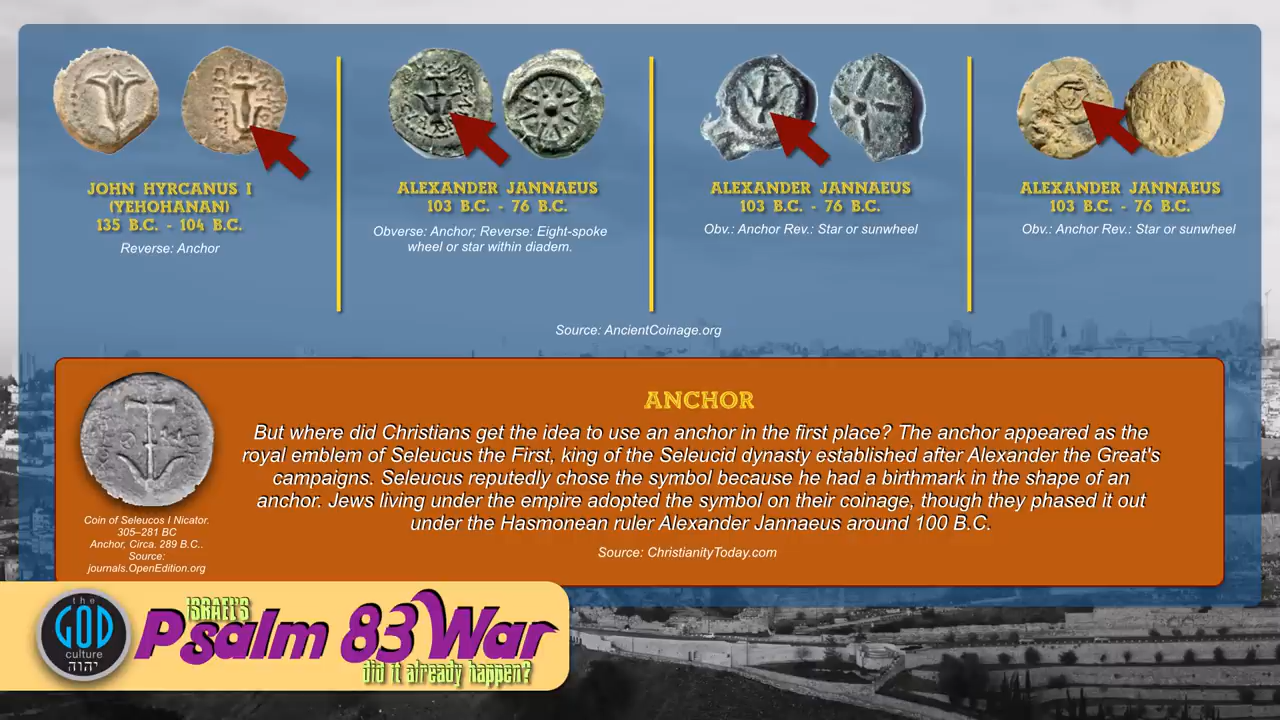 JOHN HYRCANUS I
(YEHOHANAN)
135 B.C. - 104 B.C.
Reverse: Anchor
ALEXANDER JANNAEUS
103 B.C. - 76 B.C.
Obverse: Anchor; Reverse: Eight-spoke
wheel or star within diadem.
ALEXANDER JANNAEUS
103 B.C. - 76 B.C.
Obv.: Anchor Rev.: Star or sunwheel
ALEXANDER JANNAEUS
103 B.C. - 76 B.C.
Obv.: Anchor Rev.: Star or sunwheel
Source: AncientCoinage.org
ANCHOR
But where did Christians get the idea to use an anchor in the first place? The anchor appeared as the
royal emblem of Seleucus the First, king of the Seleucid dynasty established after Alexander the Great's
campaigns. Seleucus reputedly chose the symbol because he had a birthmark in the shape of an
anchor. Jews living under the empire adopted the symbol on their coinage, though they phased it out
under the Hasmonean ruler Alexander Jannaeus around 100 B.C.
Source: ChristianityToday.com
Coin of Seleucos I Nicator.
305–281 BC
Anchor, Circa. 289 B.C..
Source:
journals.OpenEdition.org
the
GOD
culture
יהוה
ISRAEL'S
Psalm 83 War
did it already happen?